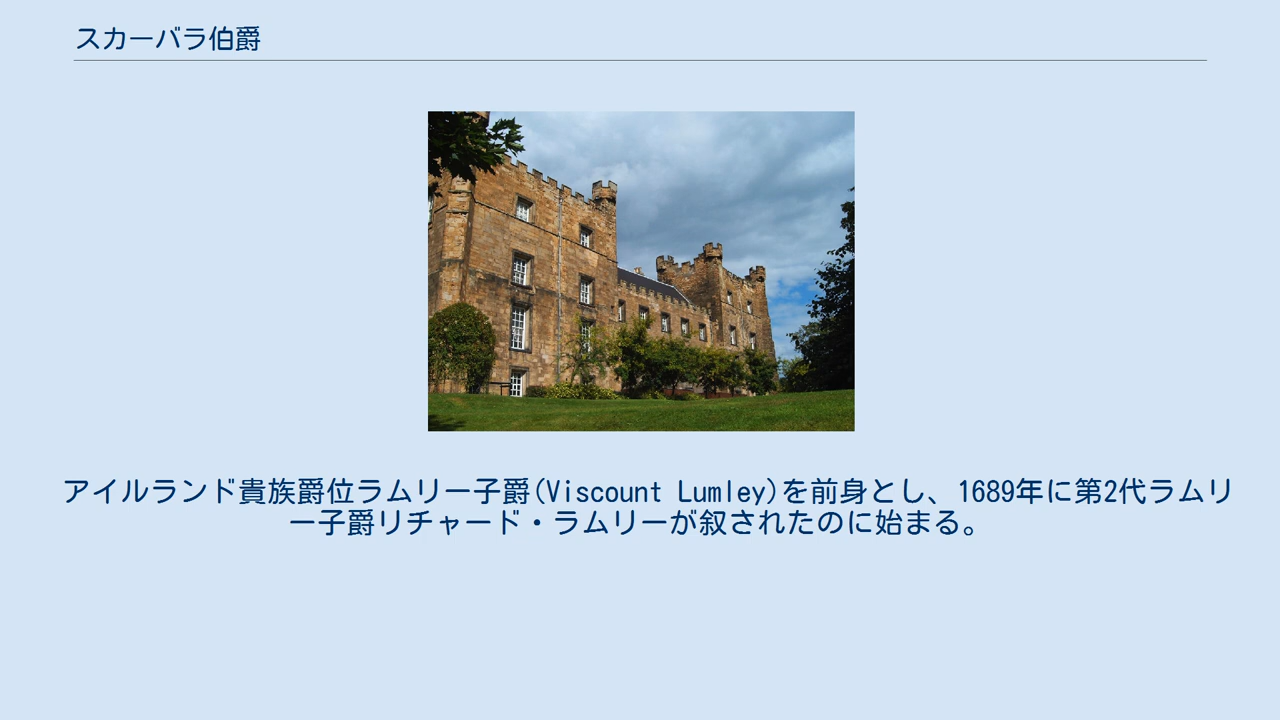 スカーバラ伯爵
アイルランド貴族爵位ラムリー子爵(Viscount Lumley)を前身とし、1689年に第2代ラムリ
ー子爵リチャード・ラムリーが叙されたのに始まる。